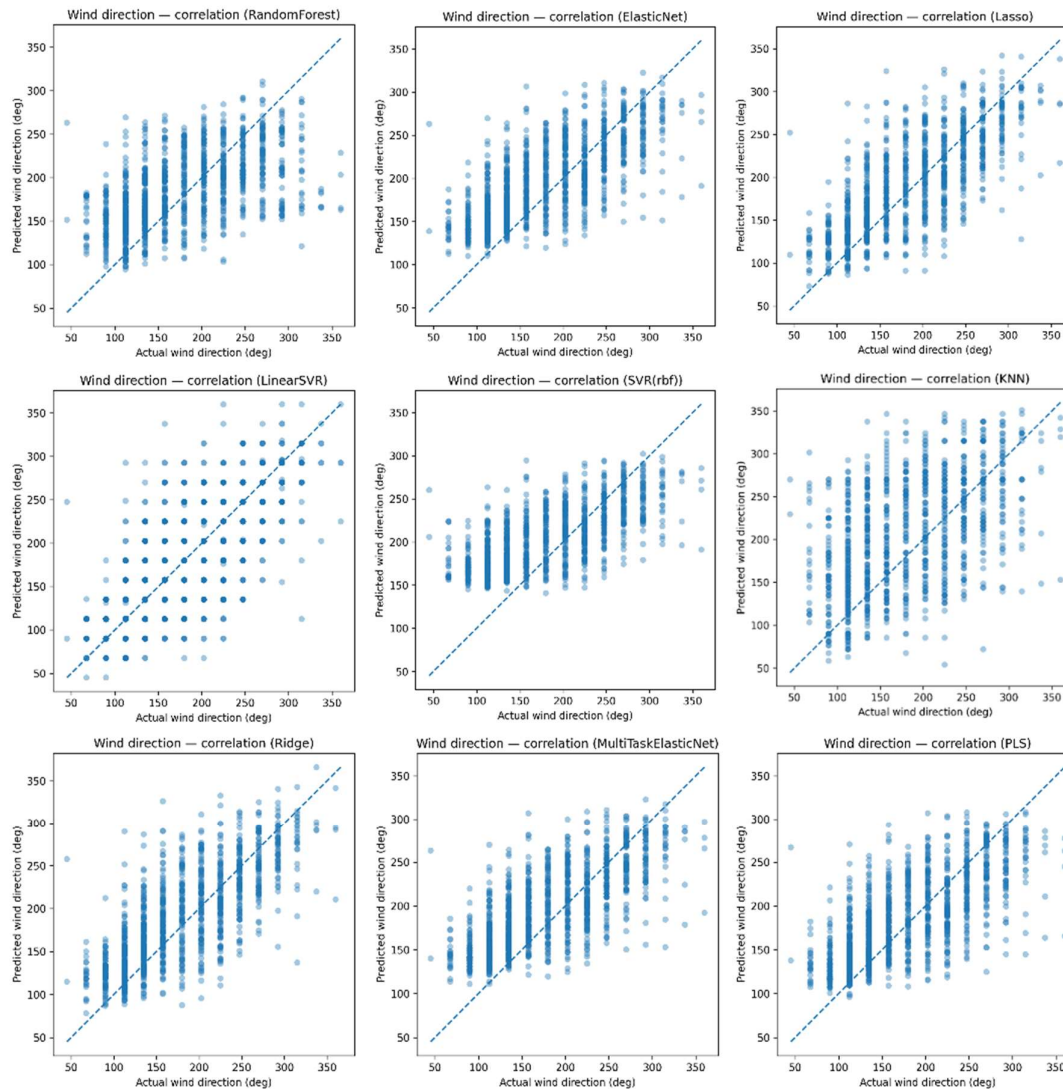 Wind direction — correlation (RandomForest)
350
300
250
200
150
100
50
Predicted wind direction (deg)
50 100 150 200 250 300 350
Actual wind direction (deg)
Wind direction — correlation (ElasticNet)
350
300
250
200
150
100
50
Predicted wind direction (deg)
50 100 150 200 250 300 350
Actual wind direction (deg)
Wind direction — correlation (Lasso)
350
300
250
200
150
100
50
Predicted wind direction (deg)
50 100 150 200 250 300 350
Actual wind direction (deg)
Wind direction — correlation (LinearSVR)
350
300
250
200
150
100
50
Predicted wind direction (deg)
50 100 150 200 250 300 350
Actual wind direction (deg)
Wind direction — correlation (SVR(rbf))
350
300
250
200
150
100
50
Predicted wind direction (deg)
50 100 150 200 250 300 350
Actual wind direction (deg)
Wind direction — correlation (KNN)
350
300
250
200
150
100
50
Predicted wind direction (deg)
50 100 150 200 250 300 350
Actual wind direction (deg)
Wind direction — correlation (Ridge)
350
300
250
200
150
100
50
Predicted wind direction (deg)
50 100 150 200 250 300 350
Actual wind direction (deg)
Wind direction — correlation (MultiTaskElasticNet)
350
300
250
200
150
100
50
Predicted wind direction (deg)
50 100 150 200 250 300 350
Actual wind direction (deg)
Wind direction — correlation (PLS)
350
300
250
200
150
100
50
Predicted wind direction (deg)
50 100 150 200 250 300 350
Actual wind direction (deg)